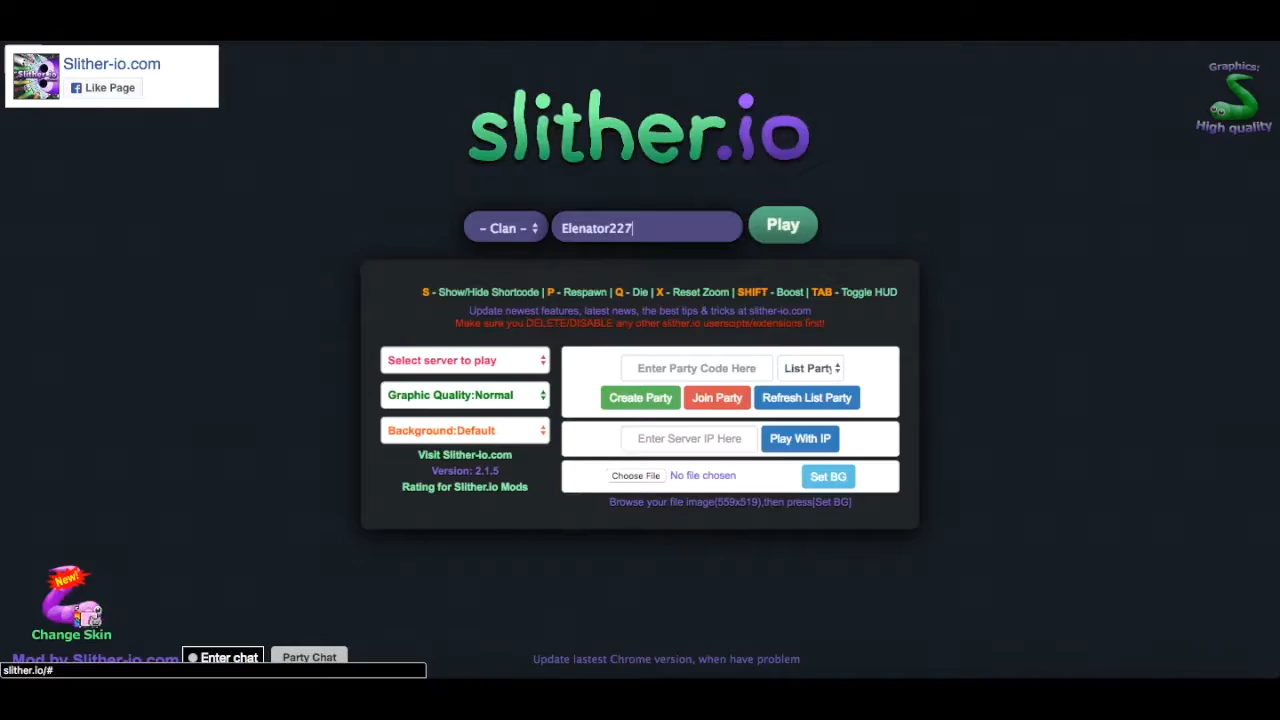 Slither-io.com
Like Page
Graphics:
High quality
slither.io
- Clan -
Elenator227
Play
S - Show/Hide Shortcode | P - Respawn | Q - Die | X - Reset Zoom | SHIFT - Boost | TAB - Toggle HUD
Update newest features, latest news, the best tips & tricks at slither-io.com
Make sure you DELETE/DISABLE any other slither.io userscipts/extensions first!
Select server to play
Graphic Quality:Normal
Background:Default
Visit Slither-io.com
Version: 2.1.5
Rating for Slither.io Mods
Enter Party Code Here
List Party
Create Party
Join Party
Refresh List Party
Enter Server IP Here
Play With IP
Choose File
No file chosen
Set BG
Browse your file image(559x519),then press[Set BG]
New!
Change Skin
Mod by Slither-io.com
Enter chat
Party Chat
slither.io/#
Update lastest Chrome version, when have problem